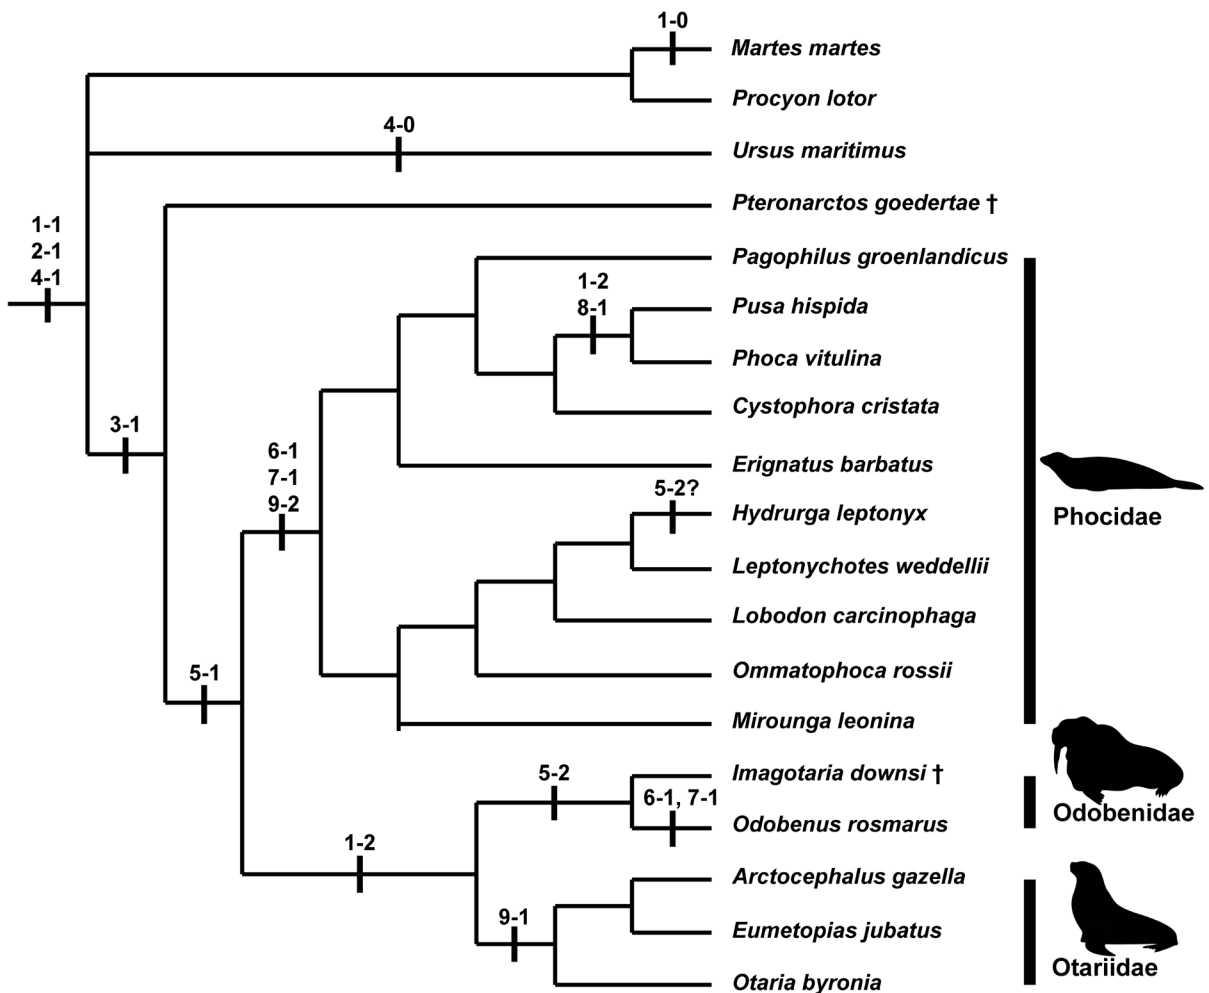 1-0
Martes martes
Procyon lotor
4-0
Ursus maritimus
Pteronarctos goedertae †
1-1
2-1
4-1
Pagophilus groenlandicus
1-2
8-1
Pusa hispida
Phoca vitulina
Cystophora cristata
3-1
6-1
7-1
9-2
Erignatus barbatus
5-2?
Hydrurga leptonyx
Phocidae
Leptonychotes weddellii
Lobodon carcinophaga
5-1
Ommatophoca rossii
Mirounga leonina
5-2
Imagotaria downsi †
6-1, 7-1
Odobenus rosmarus
Odobenidae
1-2
Arctocephalus gazella
9-1
Eumetopias jubatus
Otariidae
Otaria byronia